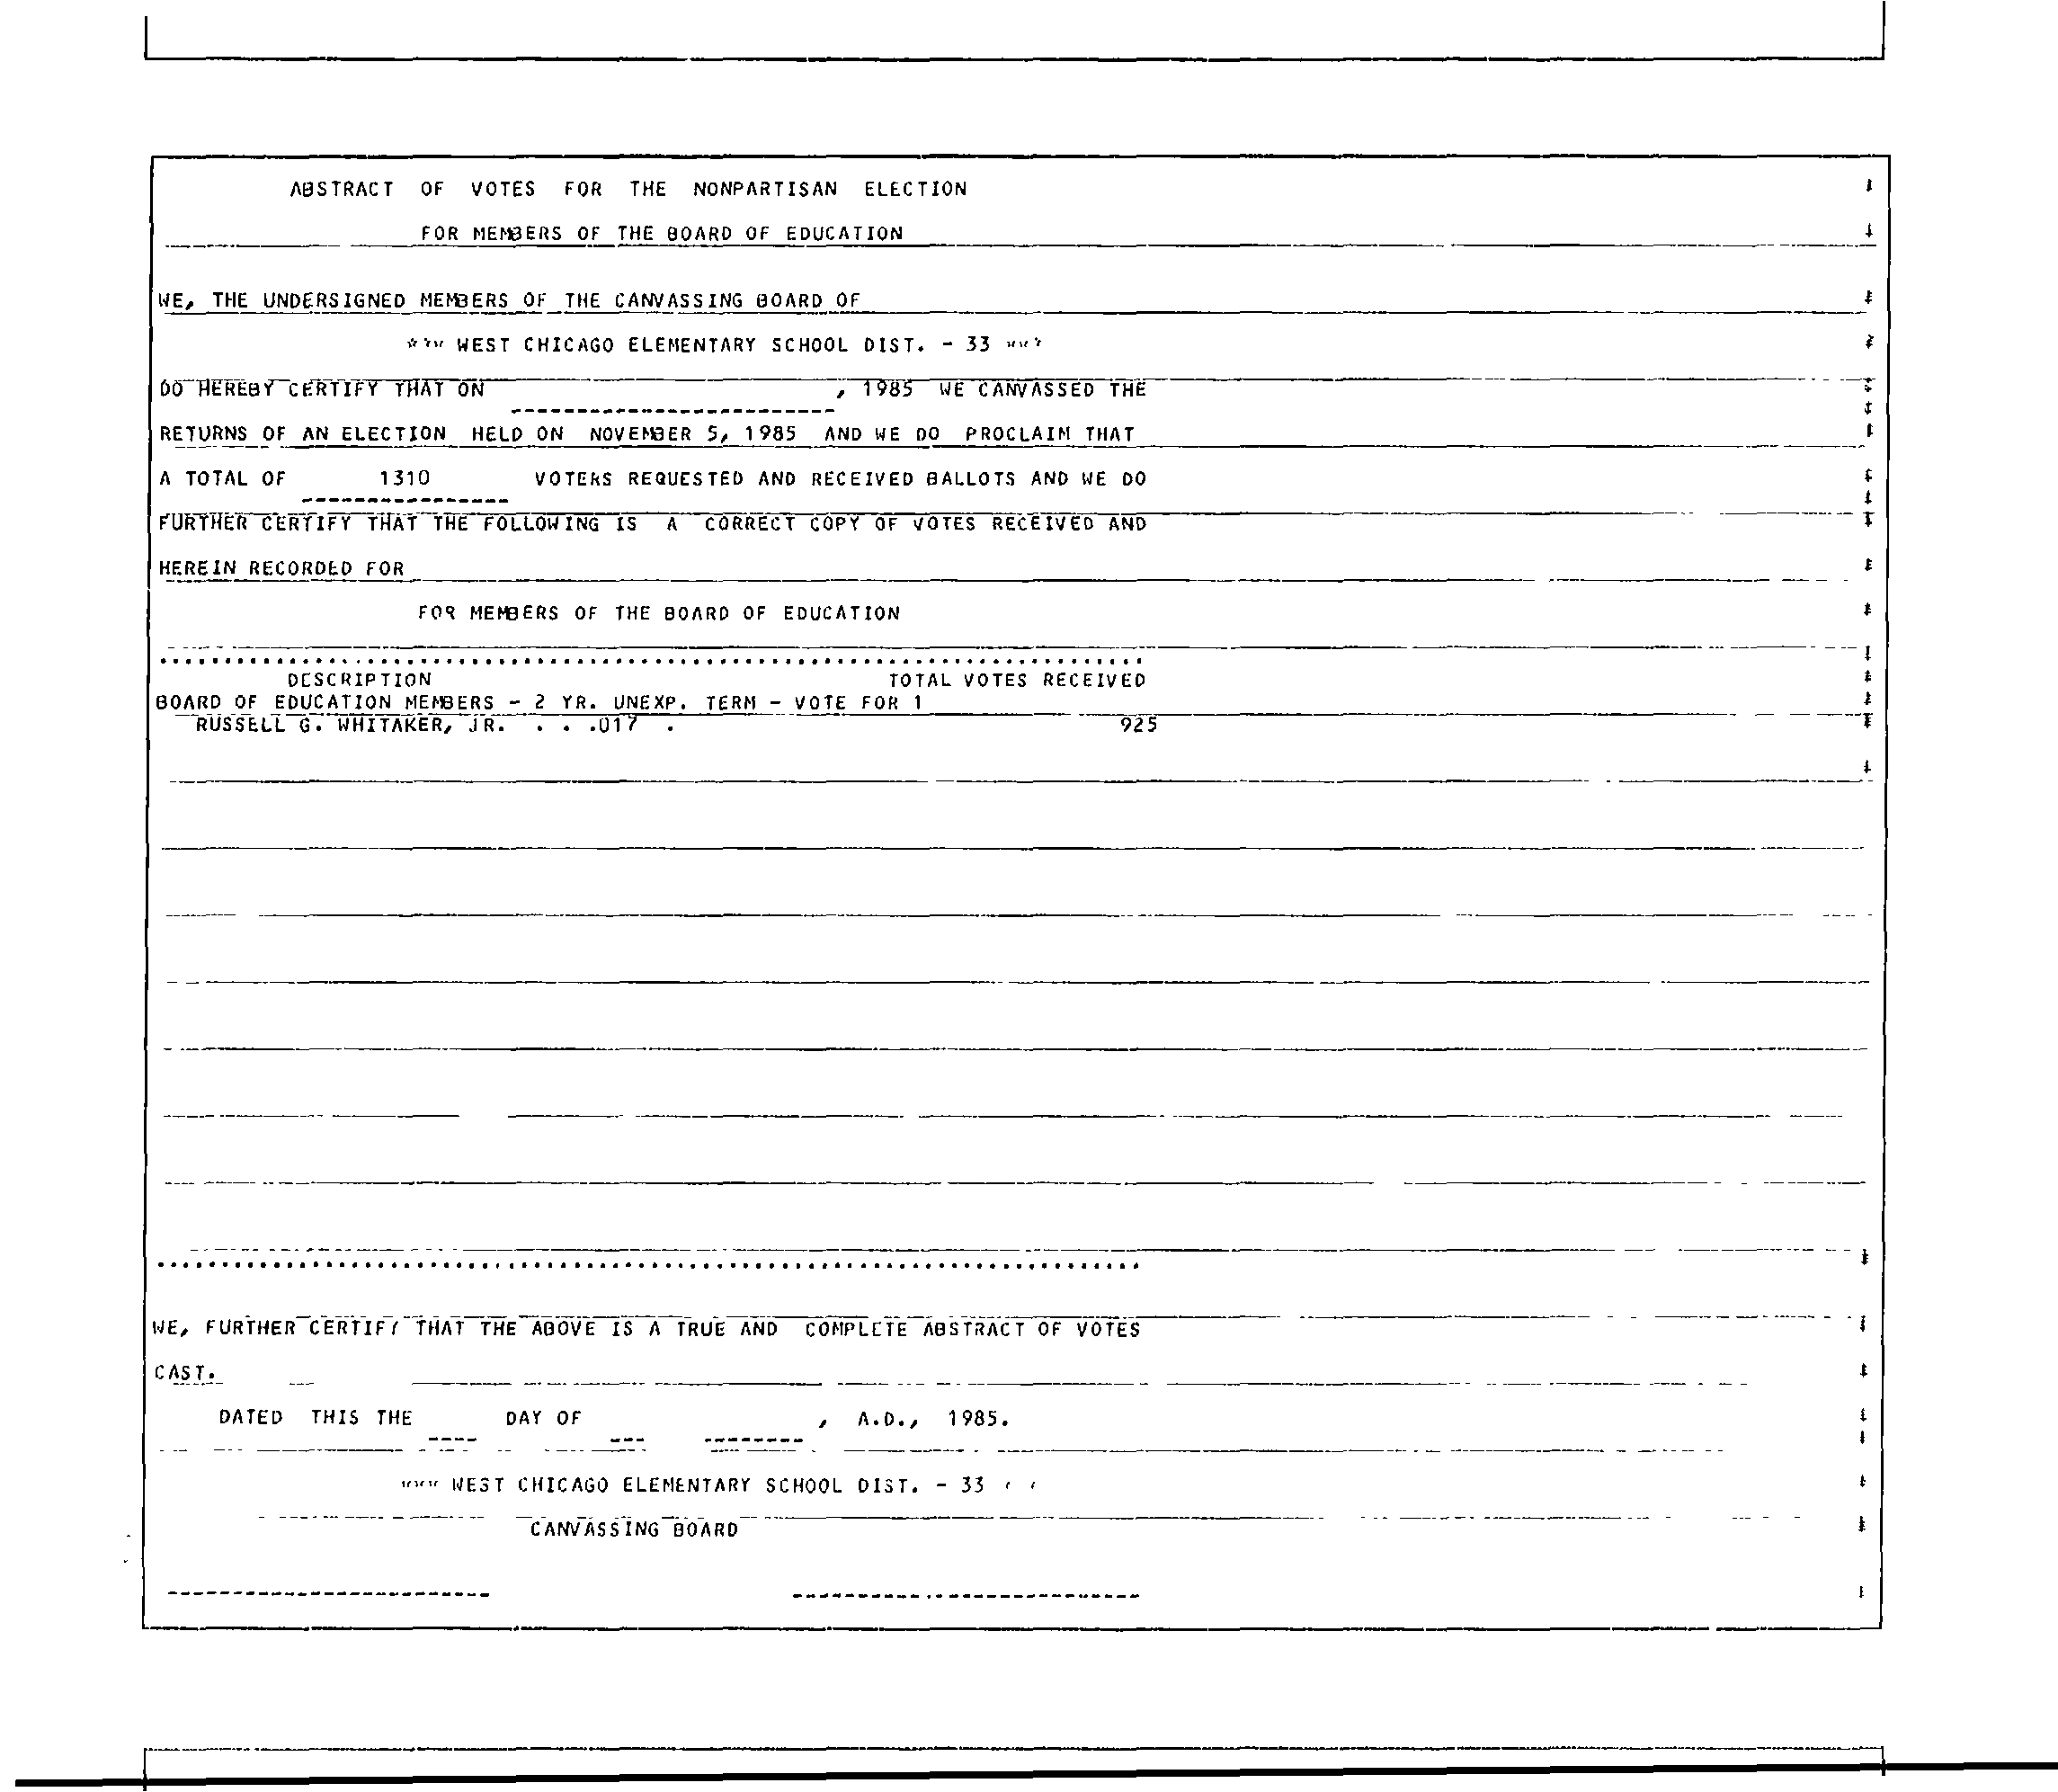 ABSTRACT OF VOTES FOR THE NONPARTISAN ELECTION
FOR MEMBERS OF THE BOARD OF EDUCATION
WE, THE UNDERSIGNED MEMBERS OF THE CANVASSING BOARD OF
*** WEST CHICAGO ELEMENTARY SCHOOL DIST. - 33 ***
DO HEREBY CERTIFY THAT ON , 1985 WE CANVASSED THE
RETURNS OF AN ELECTION HELD ON NOVEMBER 5, 1985 AND WE DO PROCLAIM THAT
A TOTAL OF 1310 VOTERS REQUESTED AND RECEIVED BALLOTS AND WE DO
FURTHER CERTIFY THAT THE FOLLOWING IS A CORRECT COPY OF VOTES RECEIVED AND
HEREIN RECORDED FOR
FOR MEMBERS OF THE BOARD OF EDUCATION
DESCRIPTION TOTAL VOTES RECEIVED
BOARD OF EDUCATION MEMBERS - 2 YR. UNEXP. TERM - VOTE FOR 1
RUSSELL G. WHITAKER, JR. . . .017 . 925
WE, FURTHER CERTIFY THAT THE ABOVE IS A TRUE AND COMPLETE ABSTRACT OF VOTES
CAST.
DATED THIS THE DAY OF , A.D., 1985.
*** WEST CHICAGO ELEMENTARY SCHOOL DIST. - 33
CANVASSING BOARD